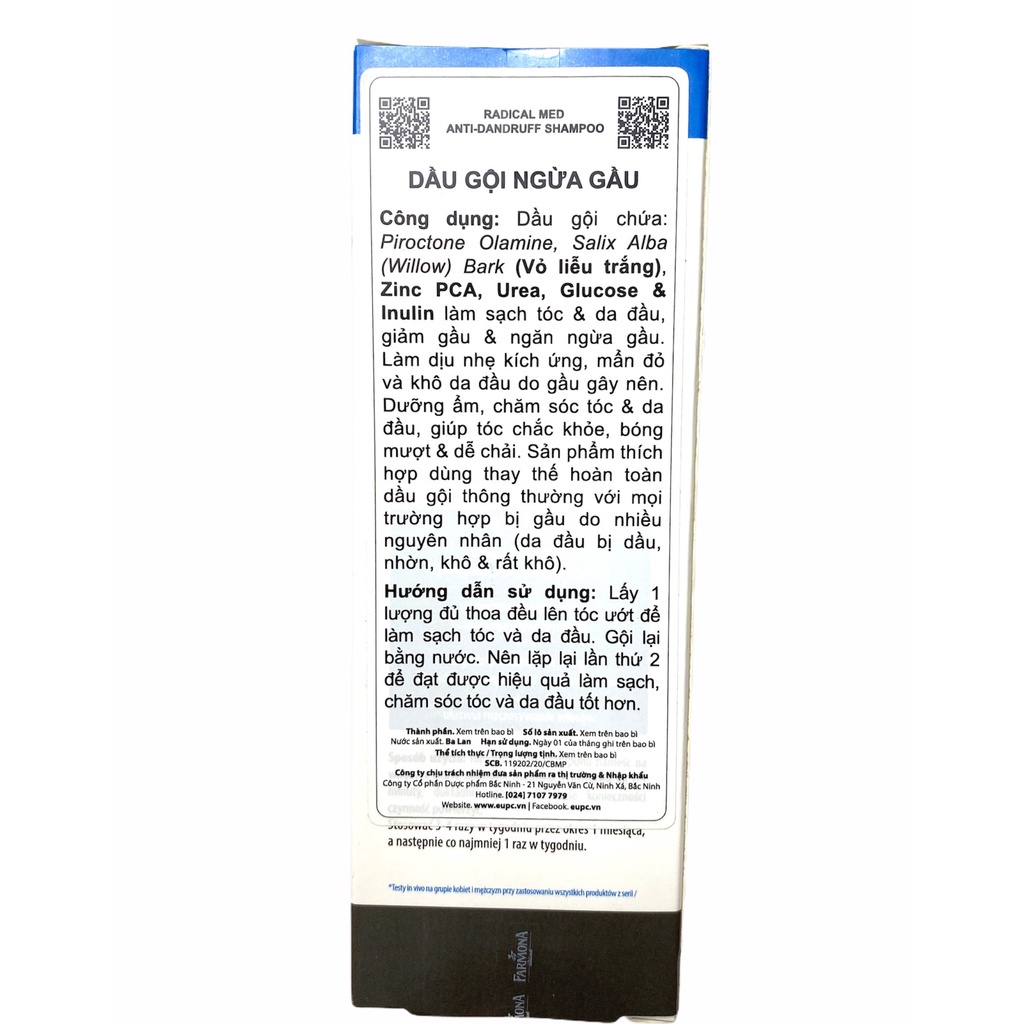 RADICAL MED
ANTI-DANDRUFF SHAMPOO
DẦU GỘI NGỪA GẦU
Công dụng: Dầu gội chứa:
Piroctone Olamine, Salix Alba
(Willow) Bark (Vỏ liễu trắng),
Zinc PCA, Urea, Glucose &
Inulin làm sạch tóc & da đầu,
giảm gầu & ngăn ngừa gầu.
Làm dịu nhẹ kích ứng, mẩn đỏ
và khô da đầu do gầu gây nên.
Dưỡng ẩm, chăm sóc tóc & da
đầu, giúp tóc chắc khỏe, bóng
mượt & dễ chải. Sản phẩm thích
hợp dùng thay thế hoàn toàn
dầu gội thông thường với mọi
trường hợp bị gầu do nhiều
nguyên nhân (da đầu bị dầu,
nhờn, khô & rất khô).
Hướng dẫn sử dụng: Lấy 1
lượng đủ thoa đều lên tóc ướt để
làm sạch tóc và da đầu. Gội lại
bằng nước. Nên lặp lại lần thứ 2
để đạt được hiệu quả làm sạch,
chăm sóc tóc và da đầu tốt hơn.
Thành phần. Xem trên bao bì Số lô sản xuất. Xem trên bao bì
Nước sản xuất. Ba Lan Hạn sử dụng. Ngày 01 của tháng ghi trên bao bì
Thể tích thực / Trọng lượng tịnh. Xem trên bao bì
SCB. 119202/20/CBMP
Công ty chịu trách nhiệm đưa sản phẩm ra thị trường & Nhập khẩu
Công ty Cổ phần Dược phẩm Bắc Ninh - 21 Nguyễn Văn Cừ, Ninh Xá, Bắc Ninh
Hotline. [024] 7107 7979
Website. www.eupc.vn | Facebook. eupc.vn
Stosować 3-4 razy w tygodniu przez okres 1 miesiąca,
a następnie co najmniej 1 raz w tygodniu.
*Testy in vivo na grupie kobiet i mężczyzn przy zastosowaniu wszystkich produktów z serii /
FARMONA